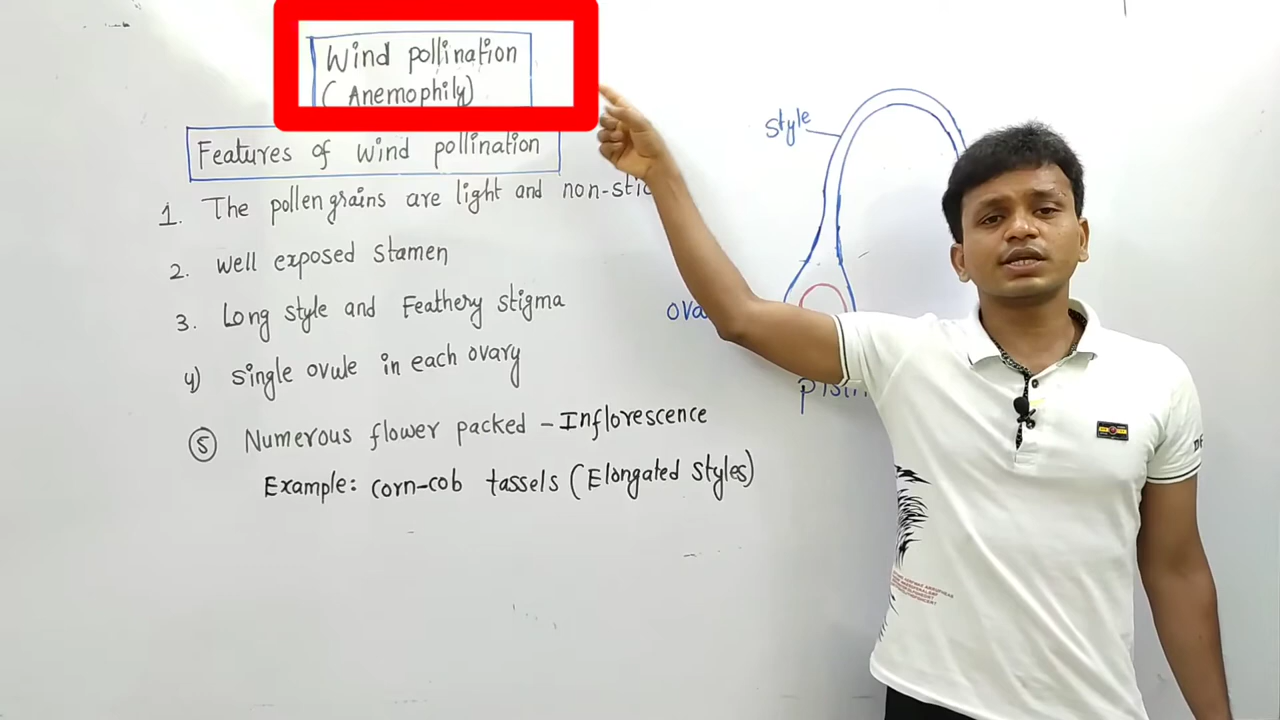 Wind pollination
(Anemophily)
Features of wind pollination
1. The pollengrains are light and non-stic
2. well exposed stamen
3. Long style and Feathery stigma
4) single ovule in each ovary
5 Numerous flower packed - Inflorescence
Example: corn-cob tassels (Elongated styles)
style
ova
pistil